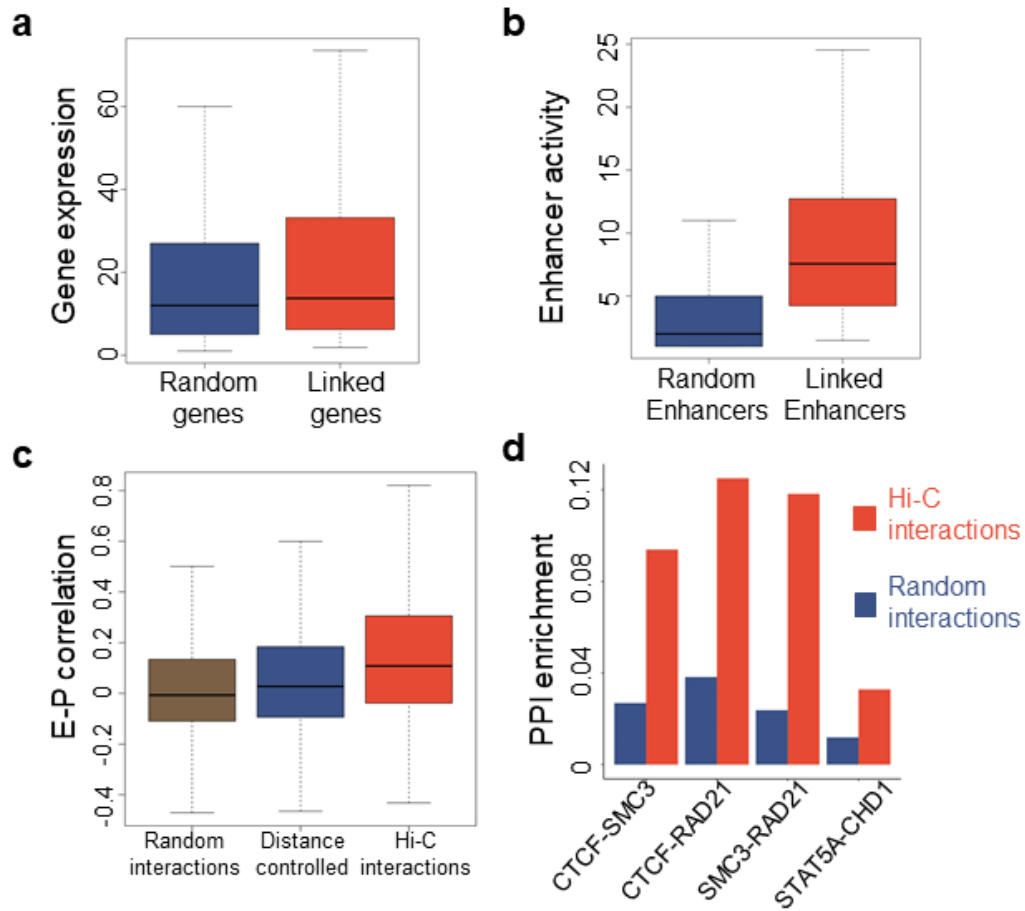 a
Gene expression
60
40
20
0
Random
genes
Linked
genes
b
Enhancer activity
25
20
15
10
5
Random
Enhancers
Linked
Enhancers
c
E-P correlation
0.8
0.6
0.4
0.2
0
-0.2
-0.4
Random
interactions
Distance
controlled
Hi-C
interactions
d
PPI enrichment
0.12
0.08
0.04
0
CTCF-SMC3
CTCF-RAD21
SMC3-RAD21
STAT5A-CHD1
Hi-C
interactions
Random
interactions